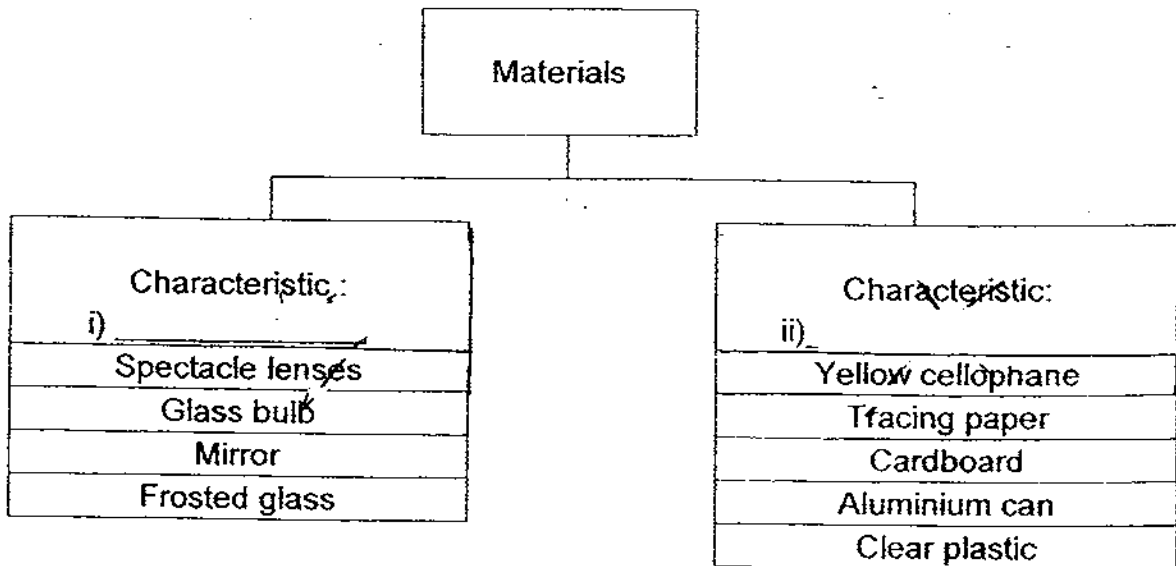 Materials
Characteristic:
i)
Spectacle lenses
Glass bulb
Mirror
Frosted glass
Characteristic:
ii)
Yellow cellophane
Tracing paper
Cardboard
Aluminium can
Clear plastic